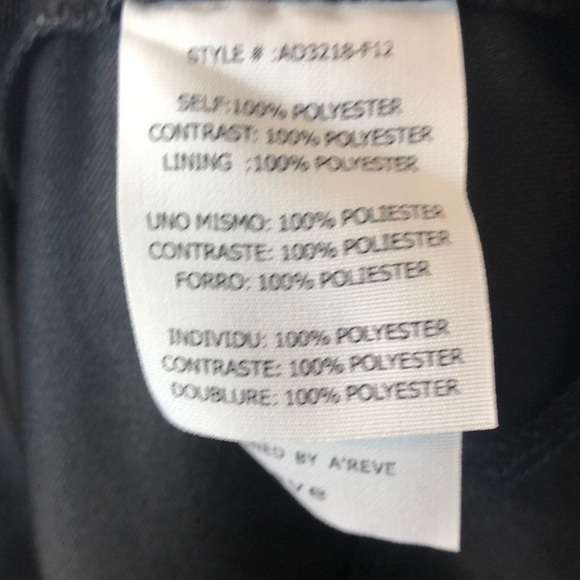 STYLE # :AD3218-F12
SELF:100% POLYESTER
CONTRAST: 100% POLYESTER
LINING :100% POLYESTER
UNO MISMO: 100% POLIESTER
CONTRASTE: 100% POLIESTER
FORRO: 100% POLIESTER
INDIVIDU: 100% POLYESTER
CONTRASTE: 100% POLYESTER
DOUBLURE: 100% POLYESTER
BY A'REVE